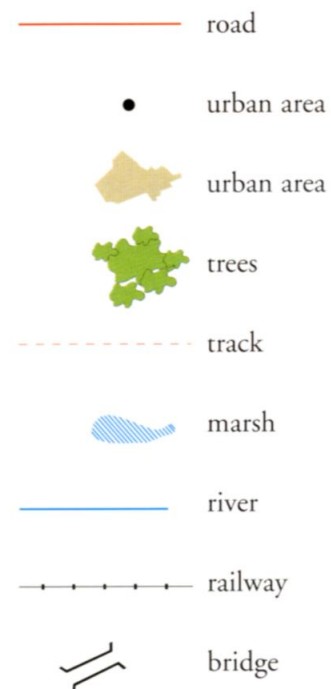 road
urban area
urban area
trees
track
marsh
river
railway
bridge